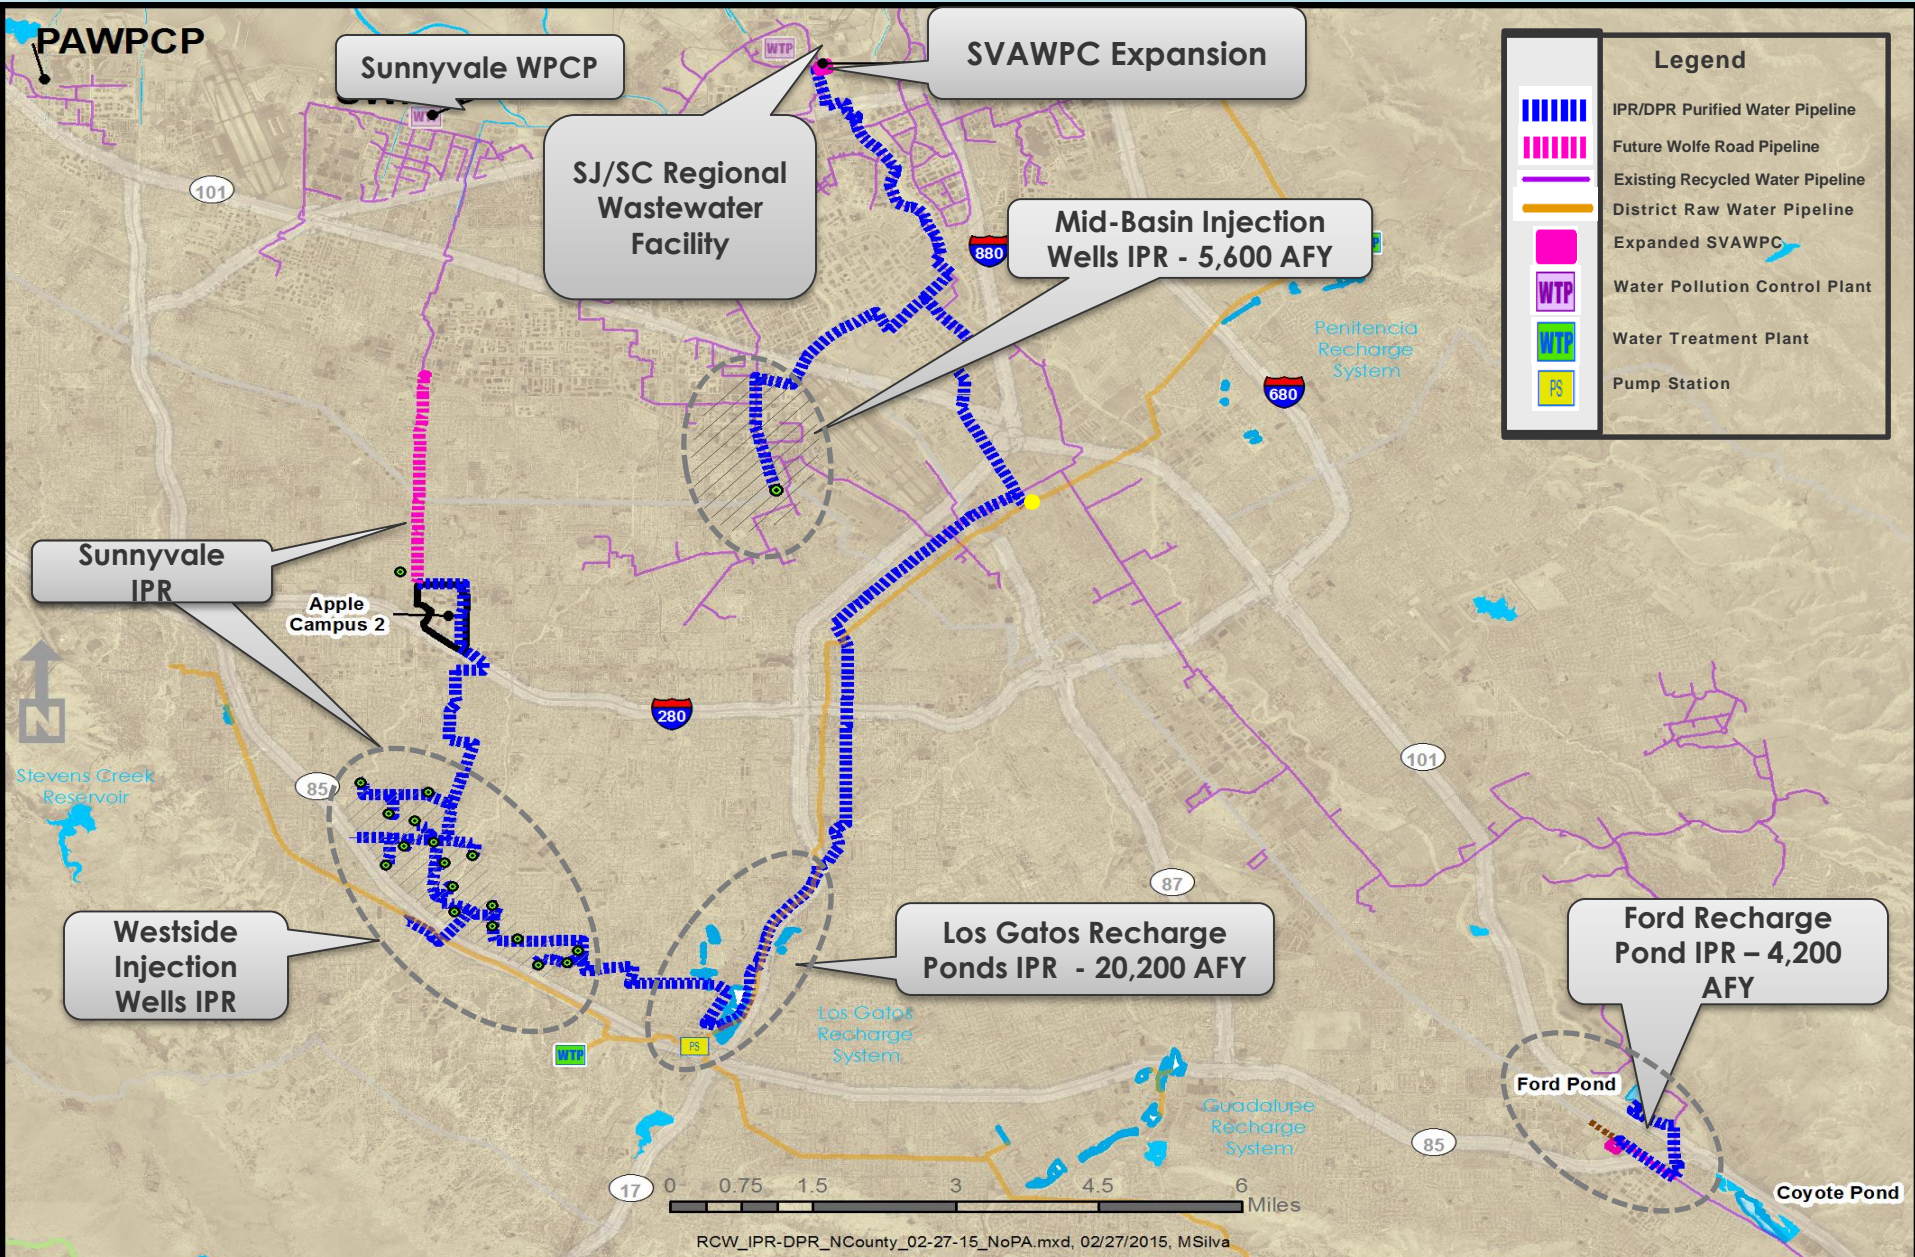 PAWPCP
Sunnyvale WPCP
WTP
SVAWPC Expansion
SJ/SC Regional
Wastewater
Facility
Mid-Basin Injection
Wells IPR - 5,600 AFY
101
880
680
Penitencia
Recharge
System
Legend
IPR/DPR Purified Water Pipeline
Future Wolfe Road Pipeline
Existing Recycled Water Pipeline
District Raw Water Pipeline
Expanded SVAWPC
WTP
Water Pollution Control Plant
WTP
Water Treatment Plant
PS
Pump Station
Sunnyvale
IPR
Apple
Campus 2
N
280
Stevens Creek
Reservoir
85
101
87
Westside
Injection
Wells IPR
Los Gatos Recharge
Ponds IPR - 20,200 AFY
Ford Recharge
Pond IPR – 4,200
AFY
Los Gatos
Recharge
System
WTP
PS
Ford Pond
Guadalupe
Recharge
System
85
17
0 0.75 1.5 3 4.5 6
Miles
Coyote Pond
RCW_IPR-DPR_NCounty_02-27-15_NoPA.mxd, 02/27/2015, MSilva